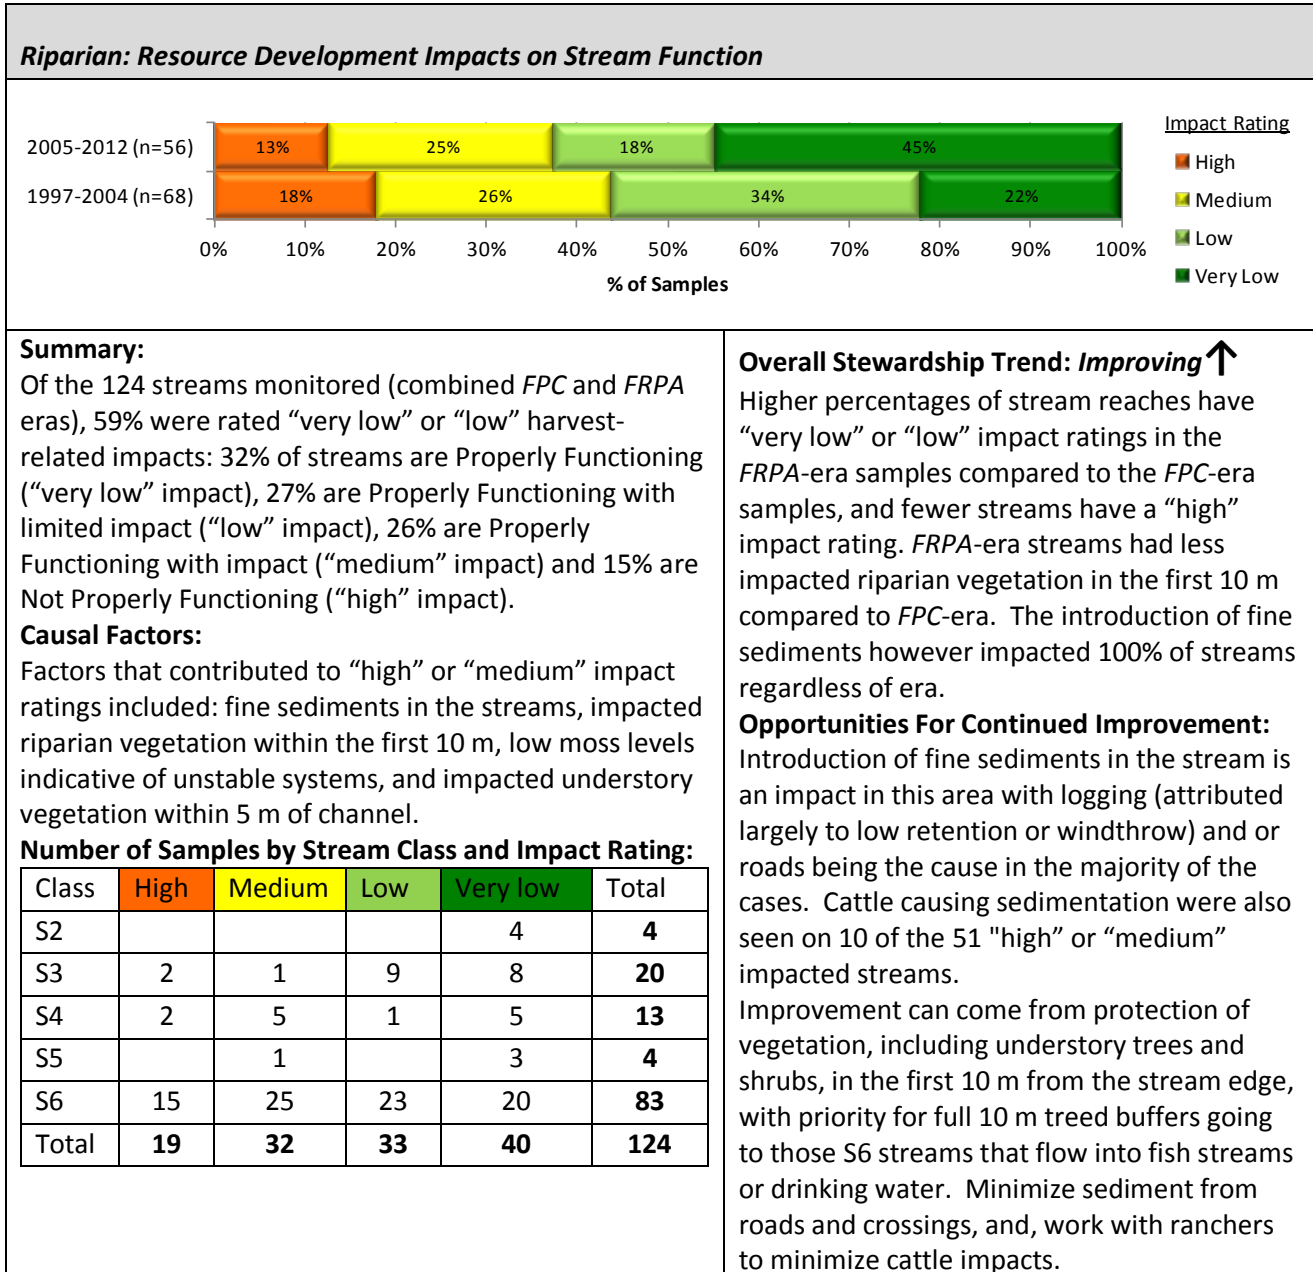 Riparian: Resource Development Impacts on Stream Function
2005-2012 (n=56)
13%
25%
18%
45%
1997-2004 (n=68)
18%
26%
34%
22%
0% 10% 20% 30% 40% 50% 60% 70% 80% 90% 100%
% of Samples
Impact Rating
High
Medium
Low
Very Low
Summary:
Of the 124 streams monitored (combined FPC and FRPA
eras), 59% were rated “very low” or “low” harvest-
related impacts: 32% of streams are Properly Functioning
(“very low” impact), 27% are Properly Functioning with
limited impact (“low” impact), 26% are Properly
Functioning with impact (“medium” impact) and 15% are
Not Properly Functioning (“high” impact).
Causal Factors:
Factors that contributed to “high” or “medium” impact
ratings included: fine sediments in the streams, impacted
riparian vegetation within the first 10 m, low moss levels
indicative of unstable systems, and impacted understory
vegetation within 5 m of channel.
Number of Samples by Stream Class and Impact Rating:
Class High Medium Low Very low Total
S2 4 4
S3 2 1 9 8 20
S4 2 5 1 5 13
S5 1 3 4
S6 15 25 23 20 83
Total 19 32 33 40 124
Overall Stewardship Trend: Improving ↑
Higher percentages of stream reaches have
“very low” or “low” impact ratings in the
FRPA-era samples compared to the FPC-era
samples, and fewer streams have a “high”
impact rating. FRPA-era streams had less
impacted riparian vegetation in the first 10 m
compared to FPC-era. The introduction of fine
sediments however impacted 100% of streams
regardless of era.
Opportunities For Continued Improvement:
Introduction of fine sediments in the stream is
an impact in this area with logging (attributed
largely to low retention or windthrow) and or
roads being the cause in the majority of the
cases. Cattle causing sedimentation were also
seen on 10 of the 51 "high” or “medium”
impacted streams.
Improvement can come from protection of
vegetation, including understory trees and
shrubs, in the first 10 m from the stream edge,
with priority for full 10 m treed buffers going
to those S6 streams that flow into fish streams
or drinking water. Minimize sediment from
roads and crossings, and, work with ranchers
to minimize cattle impacts.